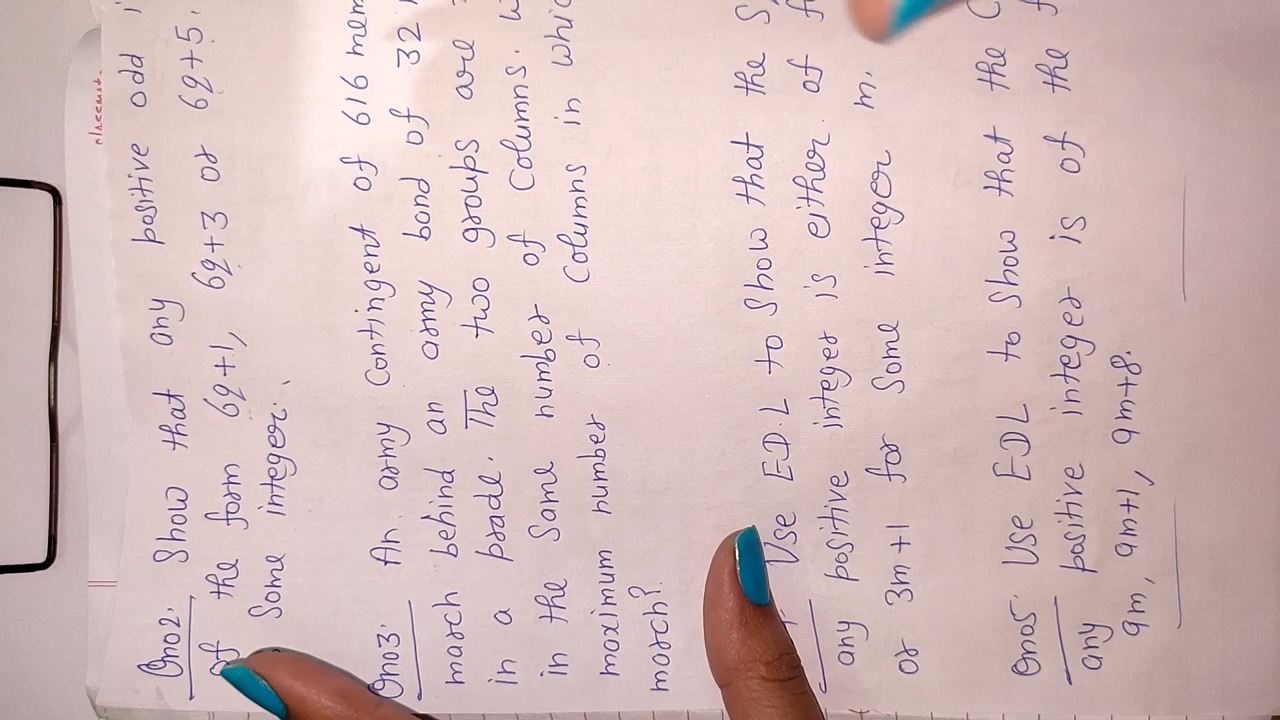 placement.
Qno2. Show that any positive odd
of the form 6q+1, 6q+3 or 6q+5.
Some integer.
Qno3. An army contingent of 616
march behind an army band of 32
in a prade. The two groups are
in the same number of columns.
maximum number of columns in
march?
Use E.D.L to show that the
any positive integer is either of
or 3m+1 for some integer m.
Qno5. Use EDL to show that the
any positive integer is of the
9m, 9m+1, 9m+8.